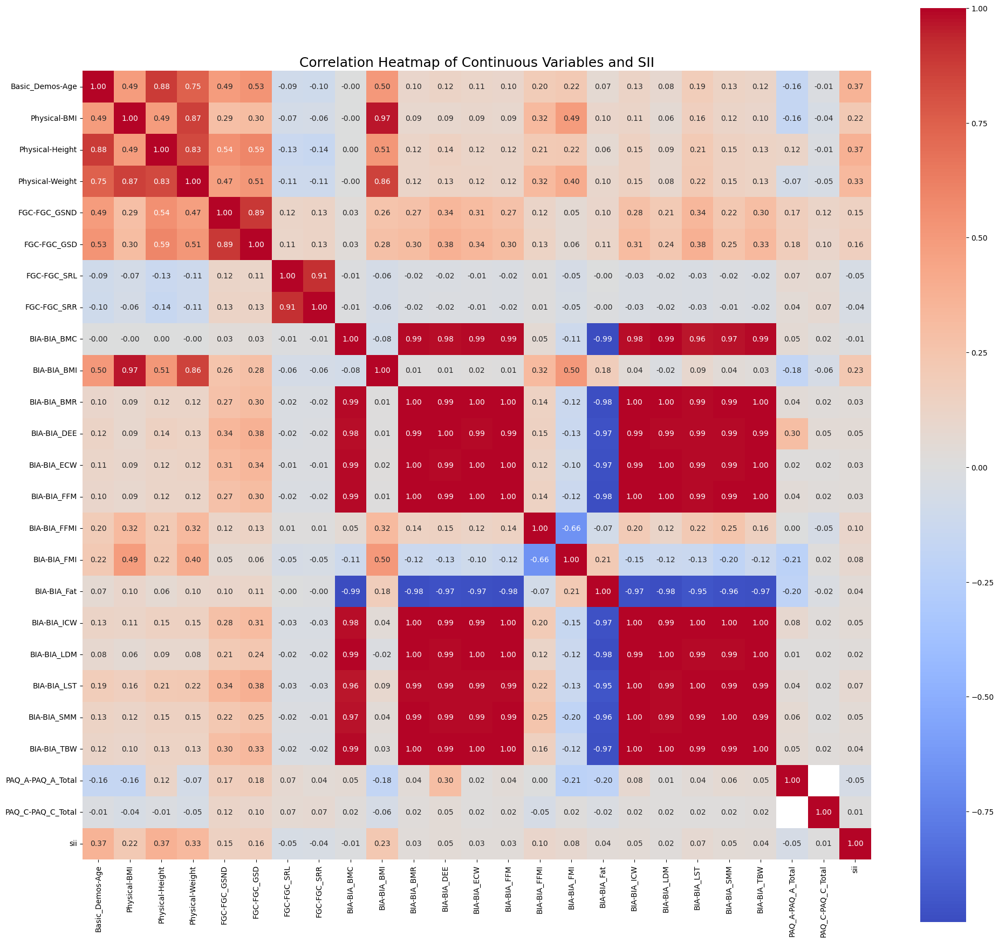 Correlation Heatmap of Continuous Variables and SII
Basic_Demos-Age 1.00 0.49 0.88 0.75 0.49 0.53 -0.09 -0.10 -0.00 0.50 0.10 0.12 0.11 0.10 0.20 0.22 0.07 0.13 0.08 0.19 0.13 0.12 -0.16 -0.01 0.37
Physical-BMI 0.49 1.00 0.49 0.87 0.29 0.30 -0.07 -0.06 -0.00 0.97 0.09 0.09 0.09 0.09 0.32 0.49 0.10 0.11 0.06 0.16 0.12 0.10 -0.16 -0.04 0.22
Physical-Height 0.88 0.49 1.00 0.83 0.54 0.59 -0.13 -0.14 0.00 0.51 0.12 0.14 0.12 0.12 0.21 0.22 0.06 0.15 0.09 0.21 0.15 0.13 0.12 -0.01 0.37
Physical-Weight 0.75 0.87 0.83 1.00 0.47 0.51 -0.11 -0.11 -0.00 0.86 0.12 0.13 0.12 0.12 0.32 0.40 0.10 0.15 0.08 0.22 0.15 0.13 -0.07 -0.05 0.33
FGC-FGC_GSND 0.49 0.29 0.54 0.47 1.00 0.89 0.12 0.13 0.03 0.26 0.27 0.34 0.31 0.27 0.12 0.05 0.10 0.28 0.21 0.34 0.22 0.30 0.17 0.12 0.15
FGC-FGC_GSD 0.53 0.30 0.59 0.51 0.89 1.00 0.11 0.13 0.03 0.28 0.30 0.38 0.34 0.30 0.13 0.06 0.11 0.31 0.24 0.38 0.25 0.33 0.18 0.10 0.16
FGC-FGC_SRL -0.09 -0.07 -0.13 -0.11 0.12 0.11 1.00 0.91 -0.01 -0.06 -0.02 -0.02 -0.01 -0.02 0.01 -0.05 -0.00 -0.03 -0.02 -0.03 -0.02 -0.02 0.07 0.07 -0.05
FGC-FGC_SRR -0.10 -0.06 -0.14 -0.11 0.13 0.13 0.91 1.00 -0.01 -0.06 -0.02 -0.02 -0.01 -0.02 0.01 -0.05 -0.00 -0.03 -0.02 -0.03 -0.01 -0.02 0.04 0.07 -0.04
BIA-BIA_BMC -0.00 -0.00 0.00 -0.00 0.03 0.03 -0.01 -0.01 1.00 -0.08 0.99 0.98 0.99 0.99 0.05 -0.11 -0.99 0.98 0.99 0.96 0.97 0.99 0.05 0.02 -0.01
BIA-BIA_BMI 0.50 0.97 0.51 0.86 0.26 0.28 -0.06 -0.06 -0.08 1.00 0.01 0.01 0.02 0.01 0.32 0.50 0.18 0.04 -0.02 0.09 0.04 0.03 -0.18 -0.06 0.23
BIA-BIA_BMR 0.10 0.09 0.12 0.12 0.27 0.30 -0.02 -0.02 0.99 0.01 1.00 0.99 1.00 1.00 0.14 -0.12 -0.98 1.00 1.00 0.99 0.99 1.00 0.04 0.02 0.03
BIA-BIA_DEE 0.12 0.09 0.14 0.13 0.34 0.38 -0.02 -0.02 0.98 0.01 0.99 1.00 0.99 0.99 0.15 -0.13 -0.97 0.99 0.99 0.99 0.99 0.99 0.30 0.05 0.05
BIA-BIA_ECW 0.11 0.09 0.12 0.12 0.31 0.34 -0.01 -0.01 0.99 0.02 1.00 0.99 1.00 1.00 0.12 -0.10 -0.97 0.99 1.00 0.99 0.99 1.00 0.02 0.02 0.03
BIA-BIA_FFM 0.10 0.09 0.12 0.12 0.27 0.30 -0.02 -0.02 0.99 0.01 1.00 0.99 1.00 1.00 0.14 -0.12 -0.98 1.00 1.00 0.99 0.99 1.00 0.04 0.02 0.03
BIA-BIA_FFMI 0.20 0.32 0.21 0.32 0.12 0.13 0.01 0.01 0.05 0.32 0.14 0.15 0.12 0.14 1.00 -0.66 -0.07 0.20 0.12 0.22 0.25 0.16 0.00 -0.05 0.10
BIA-BIA_FMI 0.22 0.49 0.22 0.40 0.05 0.06 -0.05 -0.05 -0.11 0.50 -0.12 -0.13 -0.10 -0.12 -0.66 1.00 0.21 -0.15 -0.12 -0.13 -0.20 -0.12 -0.21 0.02 0.08
BIA-BIA_Fat 0.07 0.10 0.06 0.10 0.10 0.11 -0.00 -0.00 -0.99 0.18 -0.98 -0.97 -0.97 -0.98 -0.07 0.21 1.00 -0.97 -0.98 -0.95 -0.96 -0.97 -0.20 -0.02 0.04
BIA-BIA_ICW 0.13 0.11 0.15 0.15 0.28 0.31 -0.03 -0.03 0.98 0.04 1.00 0.99 0.99 1.00 0.20 -0.15 -0.97 1.00 0.99 1.00 1.00 1.00 0.08 0.02 0.05
BIA-BIA_LDM 0.08 0.06 0.09 0.08 0.21 0.24 -0.02 -0.02 0.99 -0.02 1.00 0.99 1.00 1.00 0.12 -0.12 -0.98 0.99 1.00 0.99 0.99 1.00 0.01 0.02 0.02
BIA-BIA_LST 0.19 0.16 0.21 0.22 0.34 0.38 -0.03 -0.03 0.96 0.09 0.99 0.99 0.99 0.99 0.22 -0.13 -0.95 1.00 0.99 1.00 0.99 0.99 0.04 0.02 0.07
BIA-BIA_SMM 0.13 0.12 0.15 0.15 0.22 0.25 -0.02 -0.01 0.97 0.04 0.99 0.99 0.99 0.99 0.25 -0.20 -0.96 1.00 0.99 0.99 1.00 0.99 0.06 0.02 0.05
BIA-BIA_TBW 0.12 0.10 0.13 0.13 0.30 0.33 -0.02 -0.02 0.99 0.03 1.00 0.99 1.00 1.00 0.16 -0.12 -0.97 1.00 1.00 0.99 0.99 1.00 0.05 0.02 0.04
PAQ_A-PAQ_A_Total -0.16 -0.16 0.12 -0.07 0.17 0.18 0.07 0.04 0.05 -0.18 0.04 0.30 0.02 0.04 0.00 -0.21 -0.20 0.08 0.01 0.04 0.06 0.05 1.00 -0.05
PAQ_C-PAQ_C_Total -0.01 -0.04 -0.01 -0.05 0.12 0.10 0.07 0.07 0.02 -0.06 0.02 0.05 0.02 0.02 -0.05 0.02 -0.02 0.02 0.02 0.02 0.02 0.02 1.00 0.01
sii 0.37 0.22 0.37 0.33 0.15 0.16 -0.05 -0.04 -0.01 0.23 0.03 0.05 0.03 0.03 0.10 0.08 0.04 0.05 0.02 0.07 0.05 0.04 -0.05 0.01 1.00
Basic_Demos-Age
Physical-BMI
Physical-Height
Physical-Weight
FGC-FGC_GSND
FGC-FGC_GSD
FGC-FGC_SRL
FGC-FGC_SRR
BIA-BIA_BMC
BIA-BIA_BMI
BIA-BIA_BMR
BIA-BIA_DEE
BIA-BIA_ECW
BIA-BIA_FFM
BIA-BIA_FFMI
BIA-BIA_FMI
BIA-BIA_Fat
BIA-BIA_ICW
BIA-BIA_LDM
BIA-BIA_LST
BIA-BIA_SMM
BIA-BIA_TBW
PAQ_A-PAQ_A_Total
PAQ_C-PAQ_C_Total
sii
1.00
0.75
0.50
0.25
0.00
−0.25
−0.50
−0.75